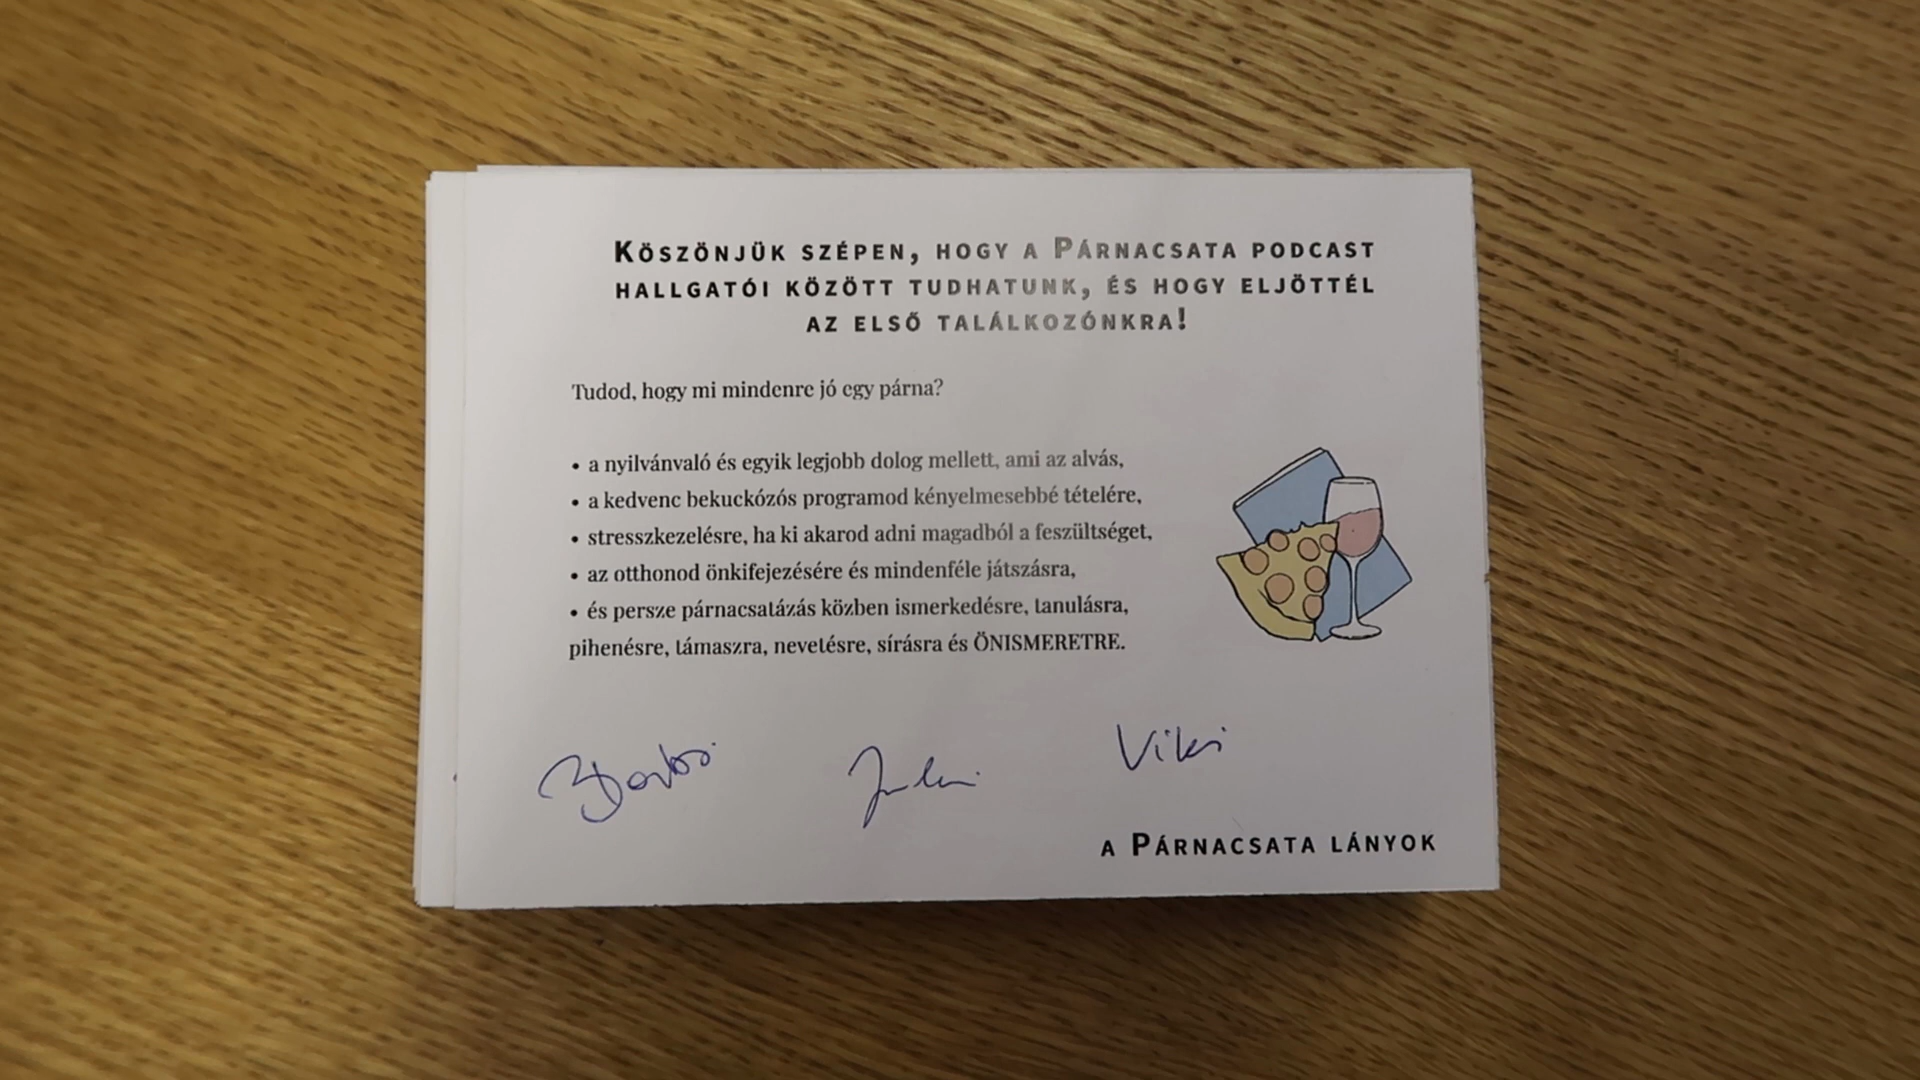 Köszönjük szépen, hogy a Párnacsata podcast
hallgatói között tudhatunk, és hogy eljöttél
az első találkozónkra!
Tudod, hogy mi mindenre jó egy párna?
• a nyilvánvaló és egyik legjobb dolog mellett, ami az alvás,
• a kedvenc bekuckózós programod kényelmesebbé tételére,
• stresszkezelésre, ha ki akarod adni magadból a feszültséget,
• az otthonod önkifejezésére és mindenféle játszásra,
• és persze párnacsatázás közben ismerkedésre, tanulásra,
pihenésre, támaszra, nevetésre, sírásra és ÖNISMERETRE.
Viki
a Párnacsata lányok